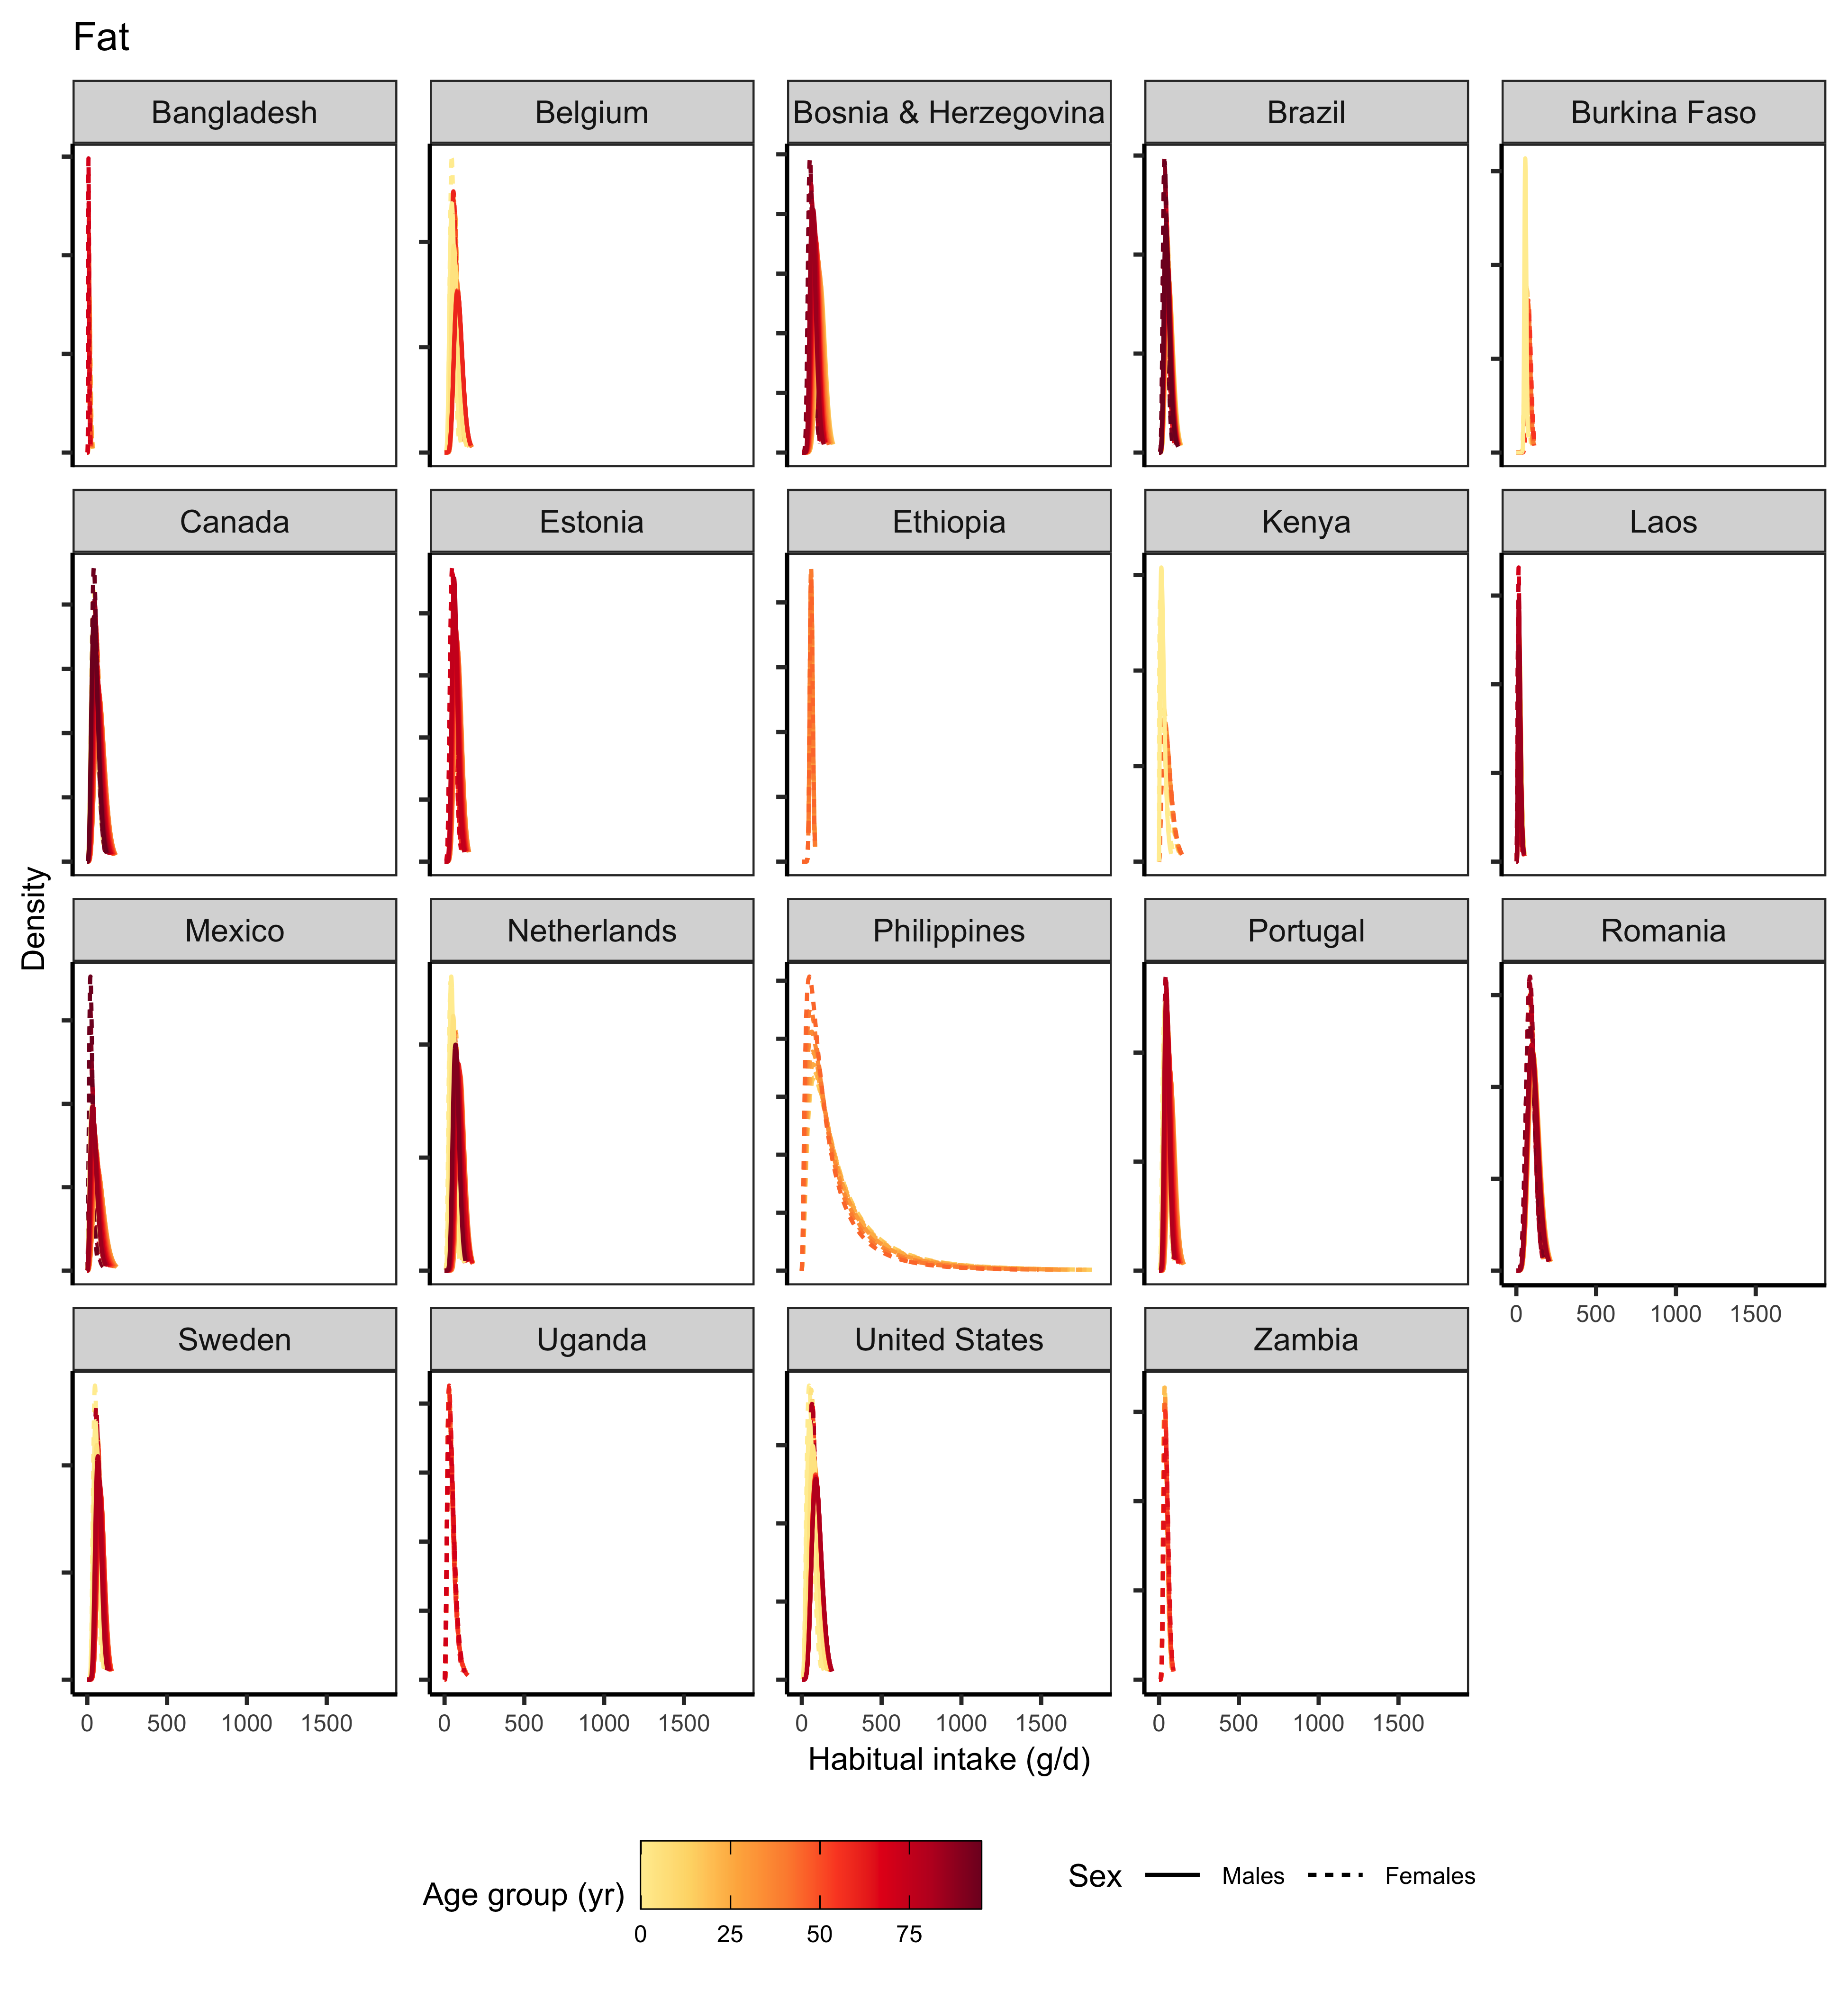 Fat
Bangladesh
Belgium
Bosnia & Herzegovina
Brazil
Burkina Faso
Canada
Estonia
Ethiopia
Kenya
Laos
Density
Mexico
Netherlands
Philippines
Portugal
Romania
0 500 1000 1500
Sweden
Uganda
United States
Zambia
0 500 1000 1500
0 500 1000 1500
0 500 1000 1500
0 500 1000 1500
Habitual intake (g/d)
Age group (yr)
0 25 50 75
Sex
Males
Females